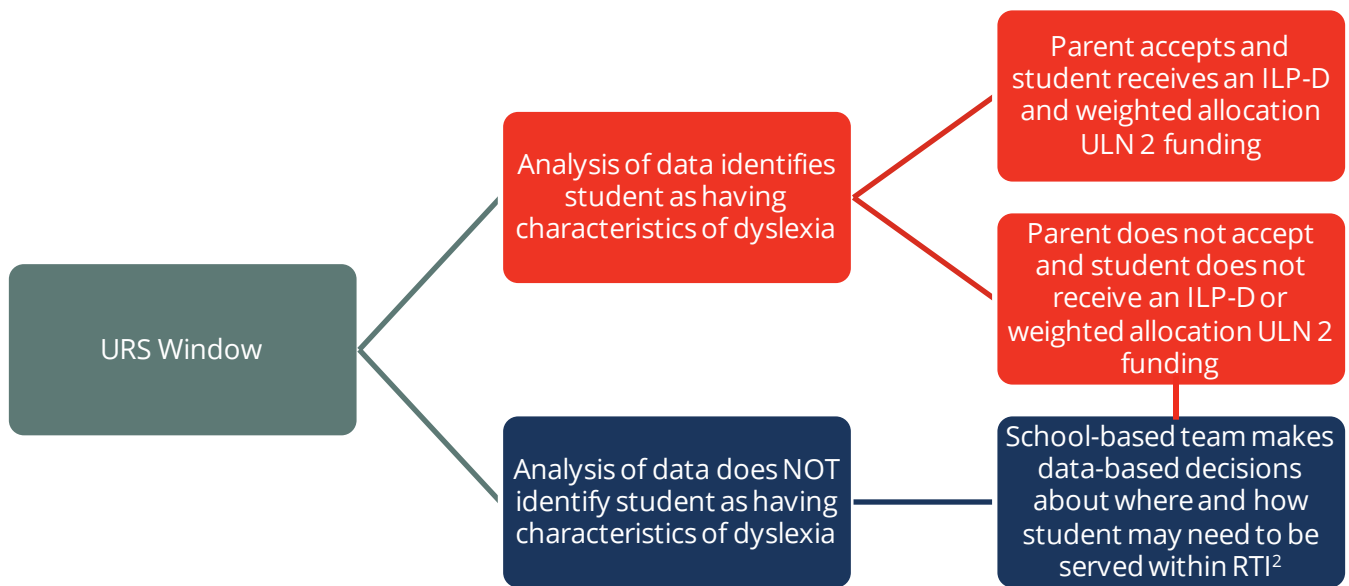 URS Window
Analysis of data identifies
student as having
characteristics of dyslexia
Parent accepts and
student receives an ILP-D
and weighted allocation
ULN 2 funding
Parent does not accept
and student does not
receive an ILP-D or
weighted allocation ULN 2
funding
Analysis of data does NOT
identify student as having
characteristics of dyslexia
School-based team makes
data-based decisions
about where and how
student may need to be
served within RTI²